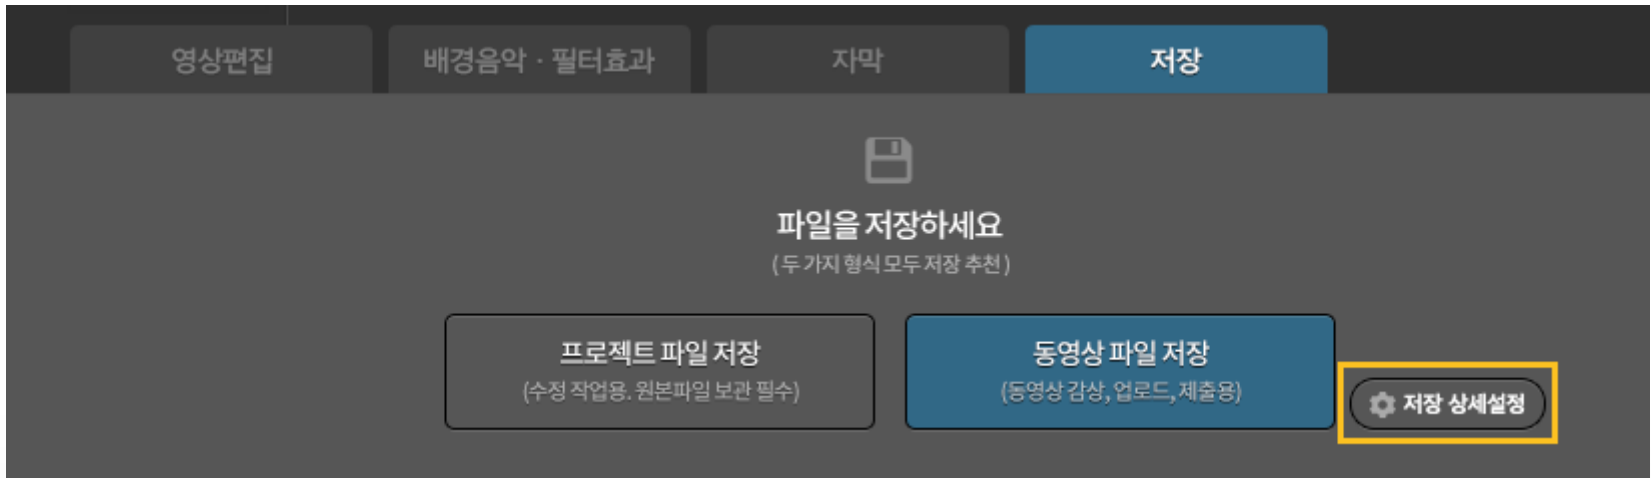 영상편집
배경음악 · 필터효과
자막
저장
파일을 저장하세요
(두 가지 형식 모두 저장 추천)
프로젝트 파일 저장
(수정 작업용. 원본파일 보관 필수)
동영상 파일 저장
(동영상 감상, 업로드, 제출용)
저장 상세설정